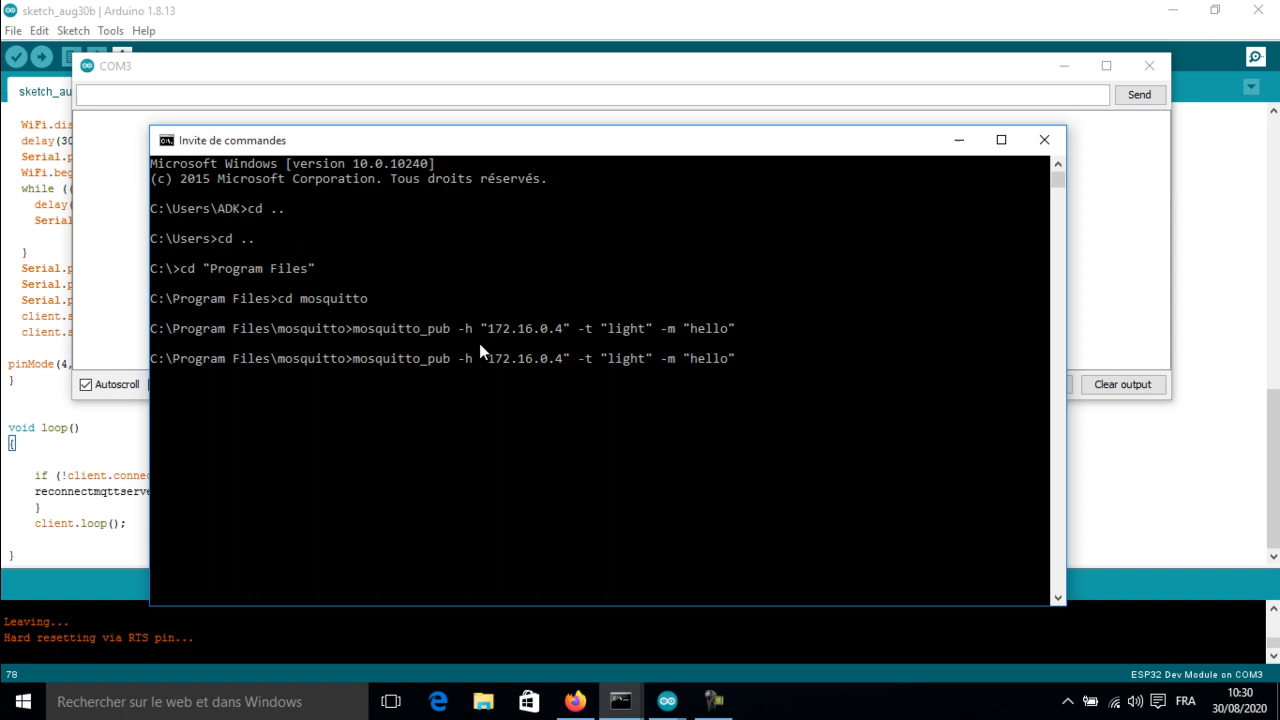 sketch_aug30b | Arduino 1.8.13
File Edit Sketch Tools Help
COM3
sketch_au
Send
WiFi.dis
delay(30
Serial.p
WiFi.beg
while ((
delay(
Serial
}
Serial.p
Serial.p
Serial.p
client.s
client.s
pinMode(4,
}
void loop()
{
if (!client.conne
reconnectmqttserve
}
client.loop();
}
Invite de commandes
Microsoft Windows [version 10.0.10240]
(c) 2015 Microsoft Corporation. Tous droits réservés.
C:\Users\ADK>cd ..
C:\Users>cd ..
C:\>cd "Program Files"
C:\Program Files>cd mosquitto
C:\Program Files\mosquitto>mosquitto_pub -h "172.16.0.4" -t "light" -m "hello"
C:\Program Files\mosquitto>mosquitto_pub -h "172.16.0.4" -t "light" -m "hello"
Autoscroll
Clear output
Leaving...
Hard resetting via RTS pin...
78
ESP32 Dev Module on COM3
Rechercher sur le web et dans Windows
FRA
10:30
30/08/2020